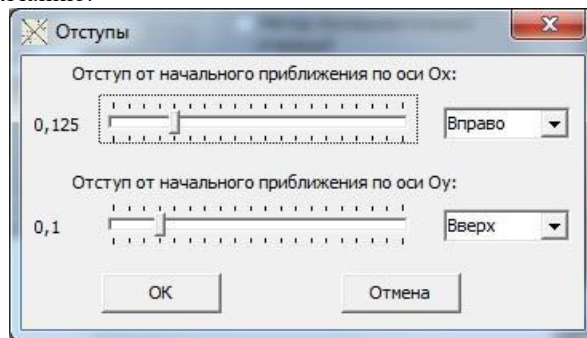 Отступы
Отступ от начального приближения по оси Ox:
0,125
Вправо
Отступ от начального приближения по оси Oy:
0,1
Вверх
OK
Отмена